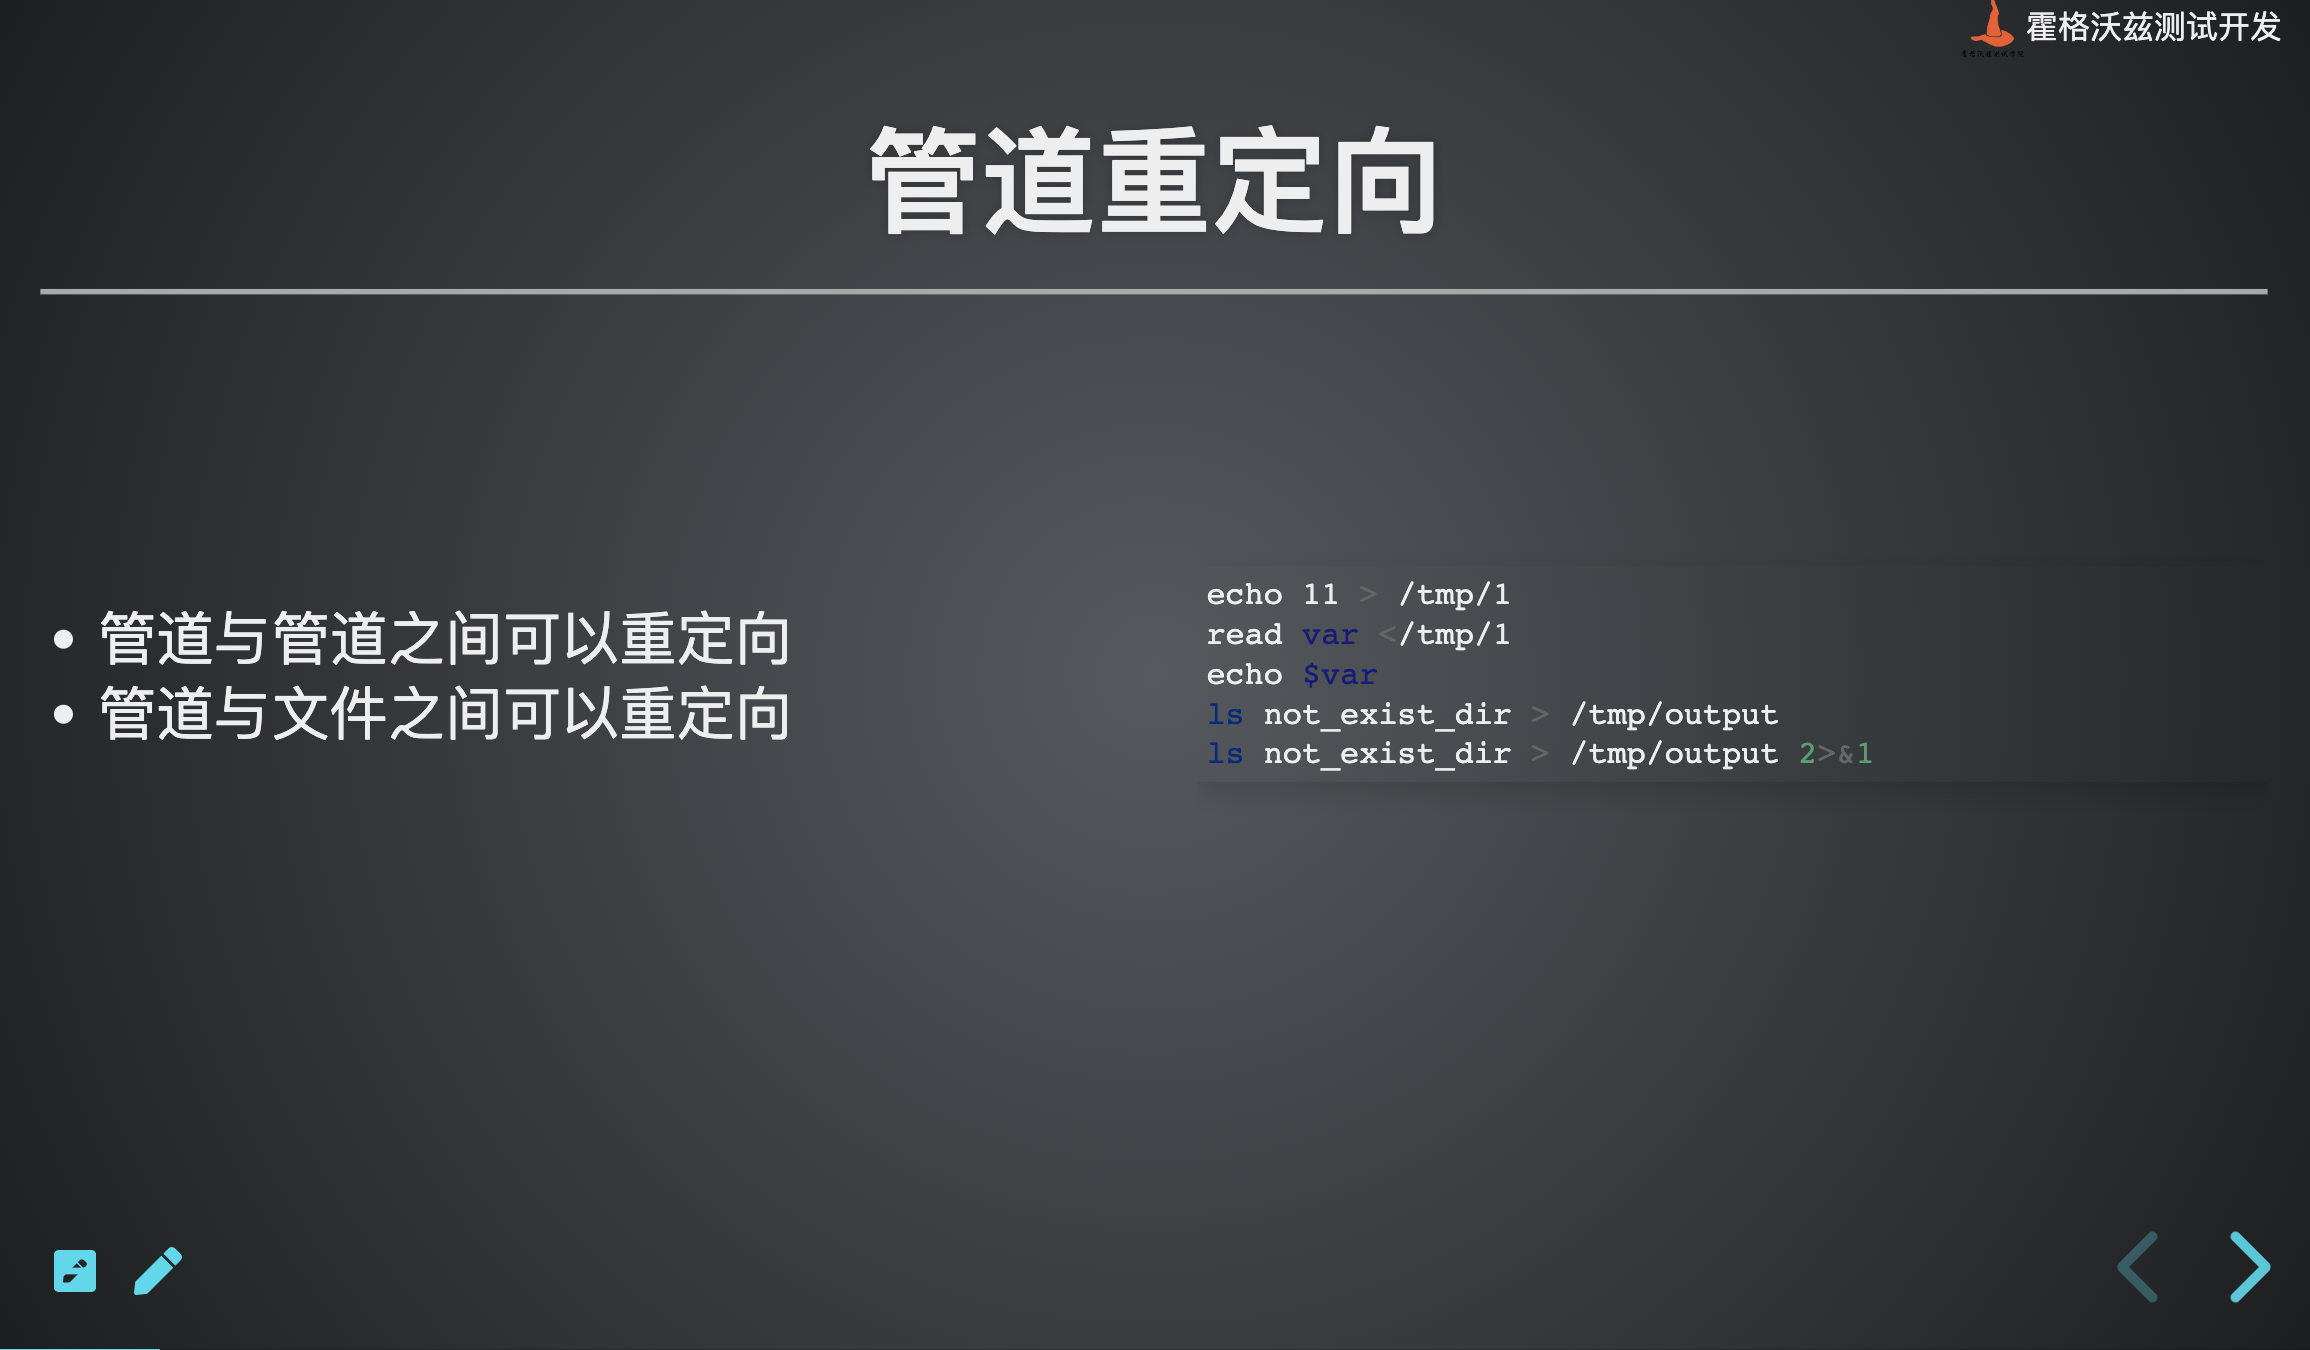 霍格沃兹测试开发
管道重定向
管道与管道之间可以重定向
管道与文件之间可以重定向
echo 11 > /tmp/1
read var </tmp/1
echo $var
ls not_exist_dir > /tmp/output
ls not_exist_dir > /tmp/output 2>&1